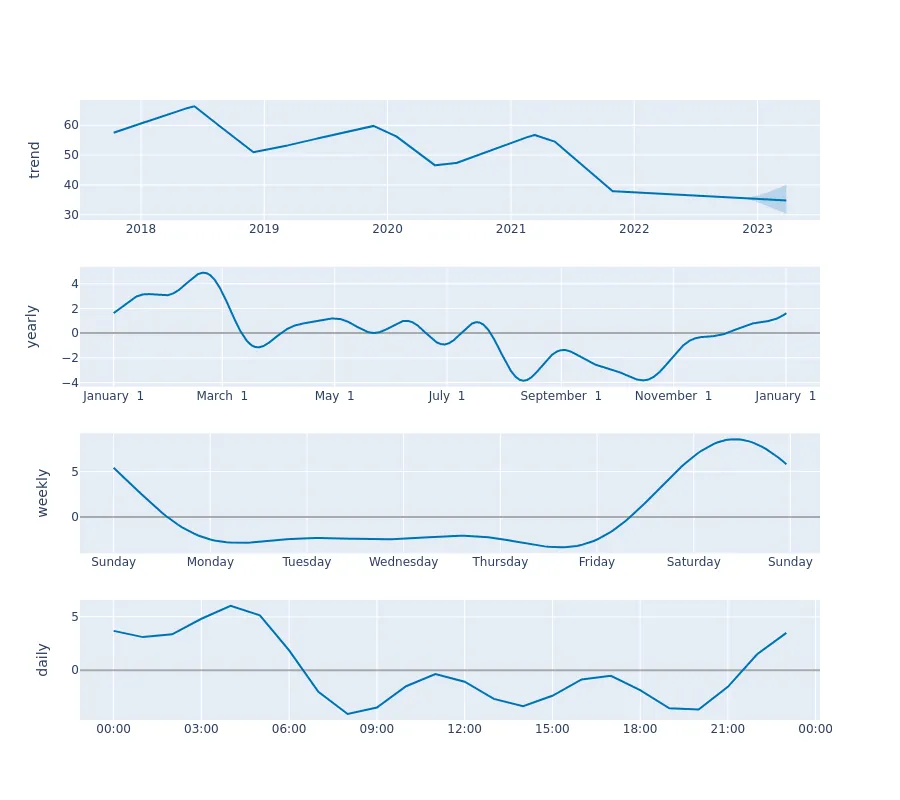 60
50
40
30
trend
2018 2019 2020 2021 2022 2023
4
2
0
−2
−4
yearly
January 1 March 1 May 1 July 1 September 1 November 1 January 1
5
0
weekly
Sunday Monday Tuesday Wednesday Thursday Friday Saturday Sunday
5
0
daily
00:00 03:00 06:00 09:00 12:00 15:00 18:00 21:00 00:00